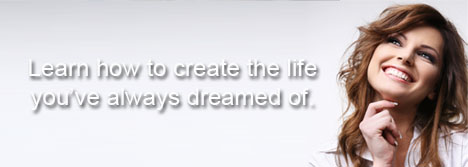 Learn how to create the life
you've always dreamed of.